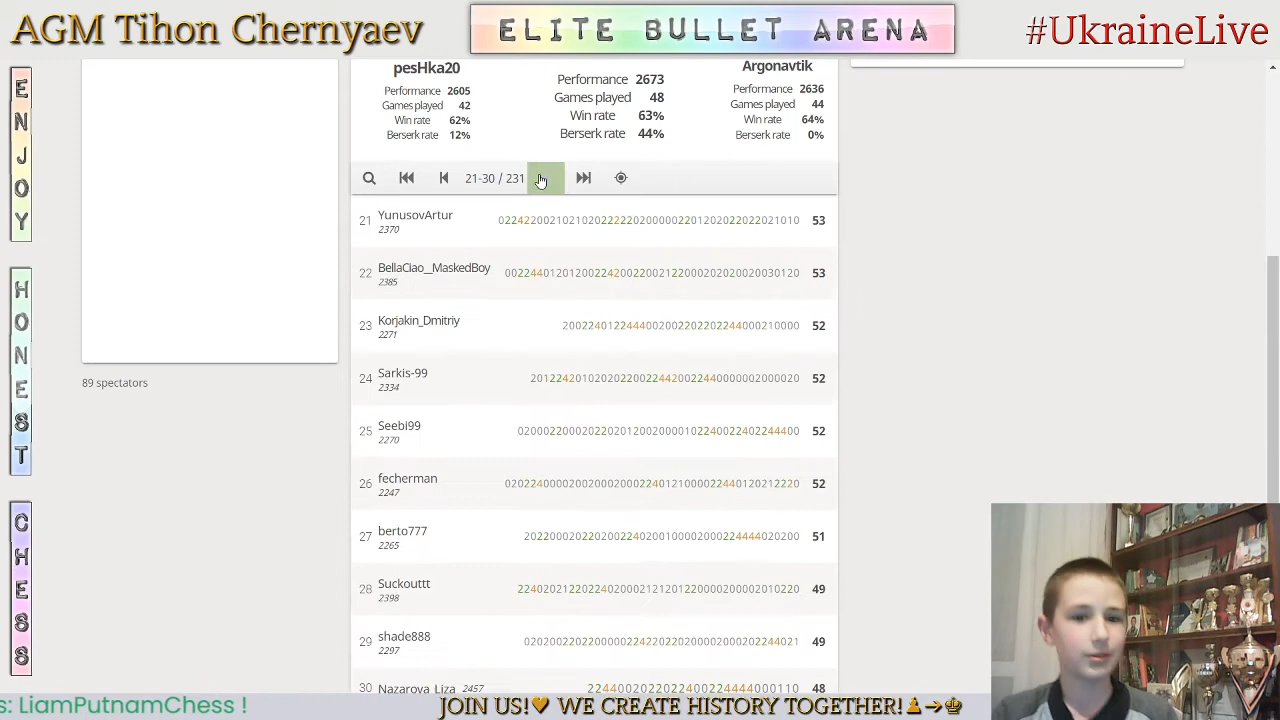 AGM Tihon Chernyaev
ELITE BULLET ARENA
#UkraineLive
ENJOY
HONEST
CHESS
pesHka20
Performance 2605
Games played 42
Win rate 62%
Berserk rate 12%
Performance 2673
Games played 48
Win rate 63%
Berserk rate 44%
Argonavtik
Performance 2636
Games played 44
Win rate 64%
Berserk rate 0%
21-30 / 231
21 YunusovArtur 53
2370
22 BellaCiao_MaskedBoy 53
2385
23 Korjakin_Dmitriy 2002240122444002002202202244000210000 52
2271
24 Sarkis-99 52
2334
25 Seebi99 52
2270
26 fecherman 52
2247
27 berto777 51
2265
28 Suckouttt 49
2398
29 shade888 49
2297
30 Nazarova_Liza 2457 48
89 spectators
s: LiamPutnamChess !
JOIN US!♥ WE CREATE HISTORY TOGETHER!♟→♚